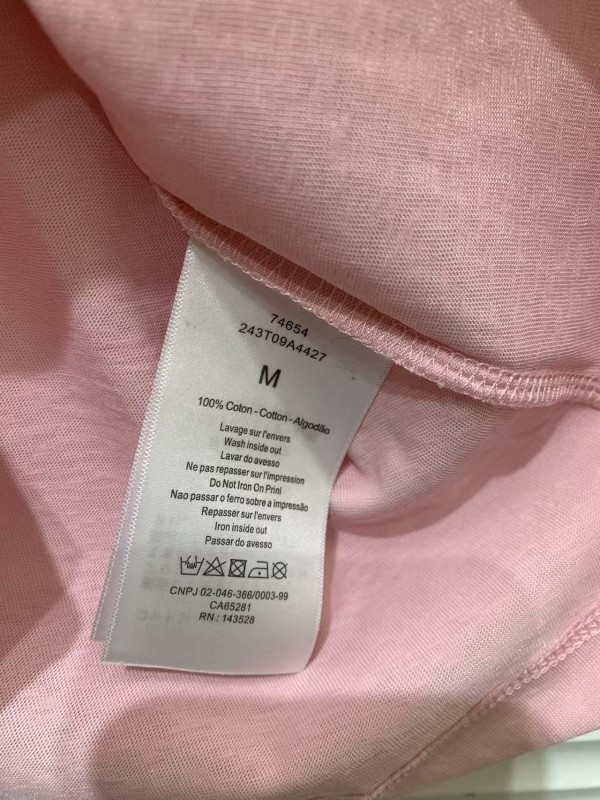 74654
243T09A4427
M
100% Coton - Cotton - Algodão
Lavage sur l'envers
Wash inside out
Lavar do avesso
Ne pas repasser sur l'impression
Do Not Iron On Print
Nao passar o ferro sobre a impressão
Repasser sur l'envers
Iron inside out
Passar do avesso
CNPJ 02-046-366/0003-99
CA65281
RN : 143528